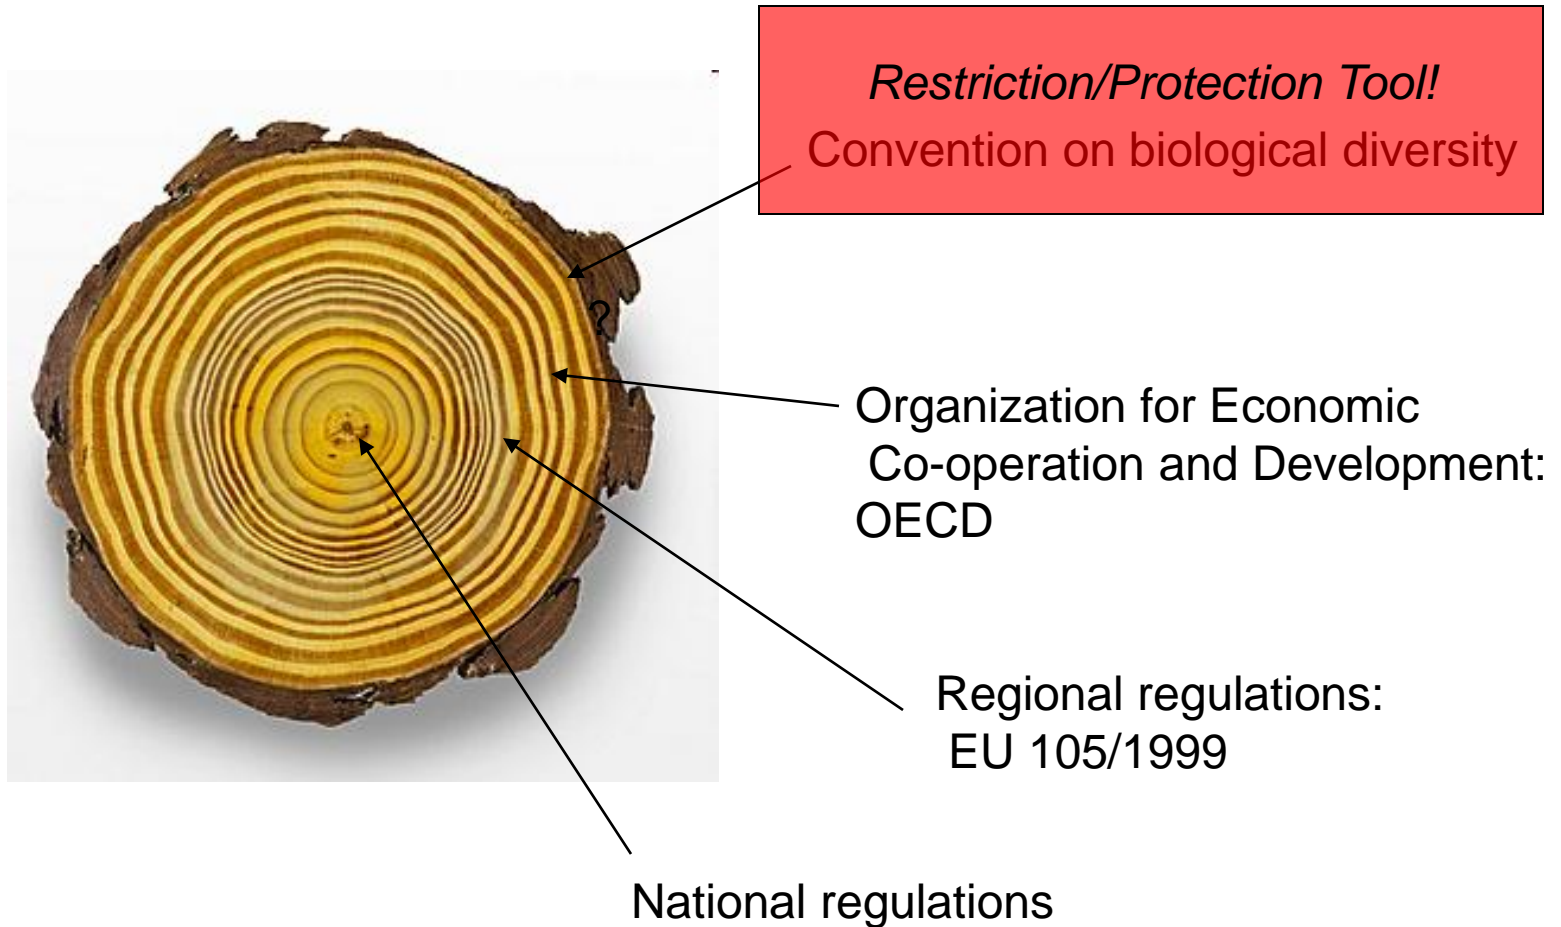 Restriction/Protection Tool!
Convention on biological diversity
?
Organization for Economic
Co-operation and Development:
OECD
Regional regulations:
EU 105/1999
National regulations